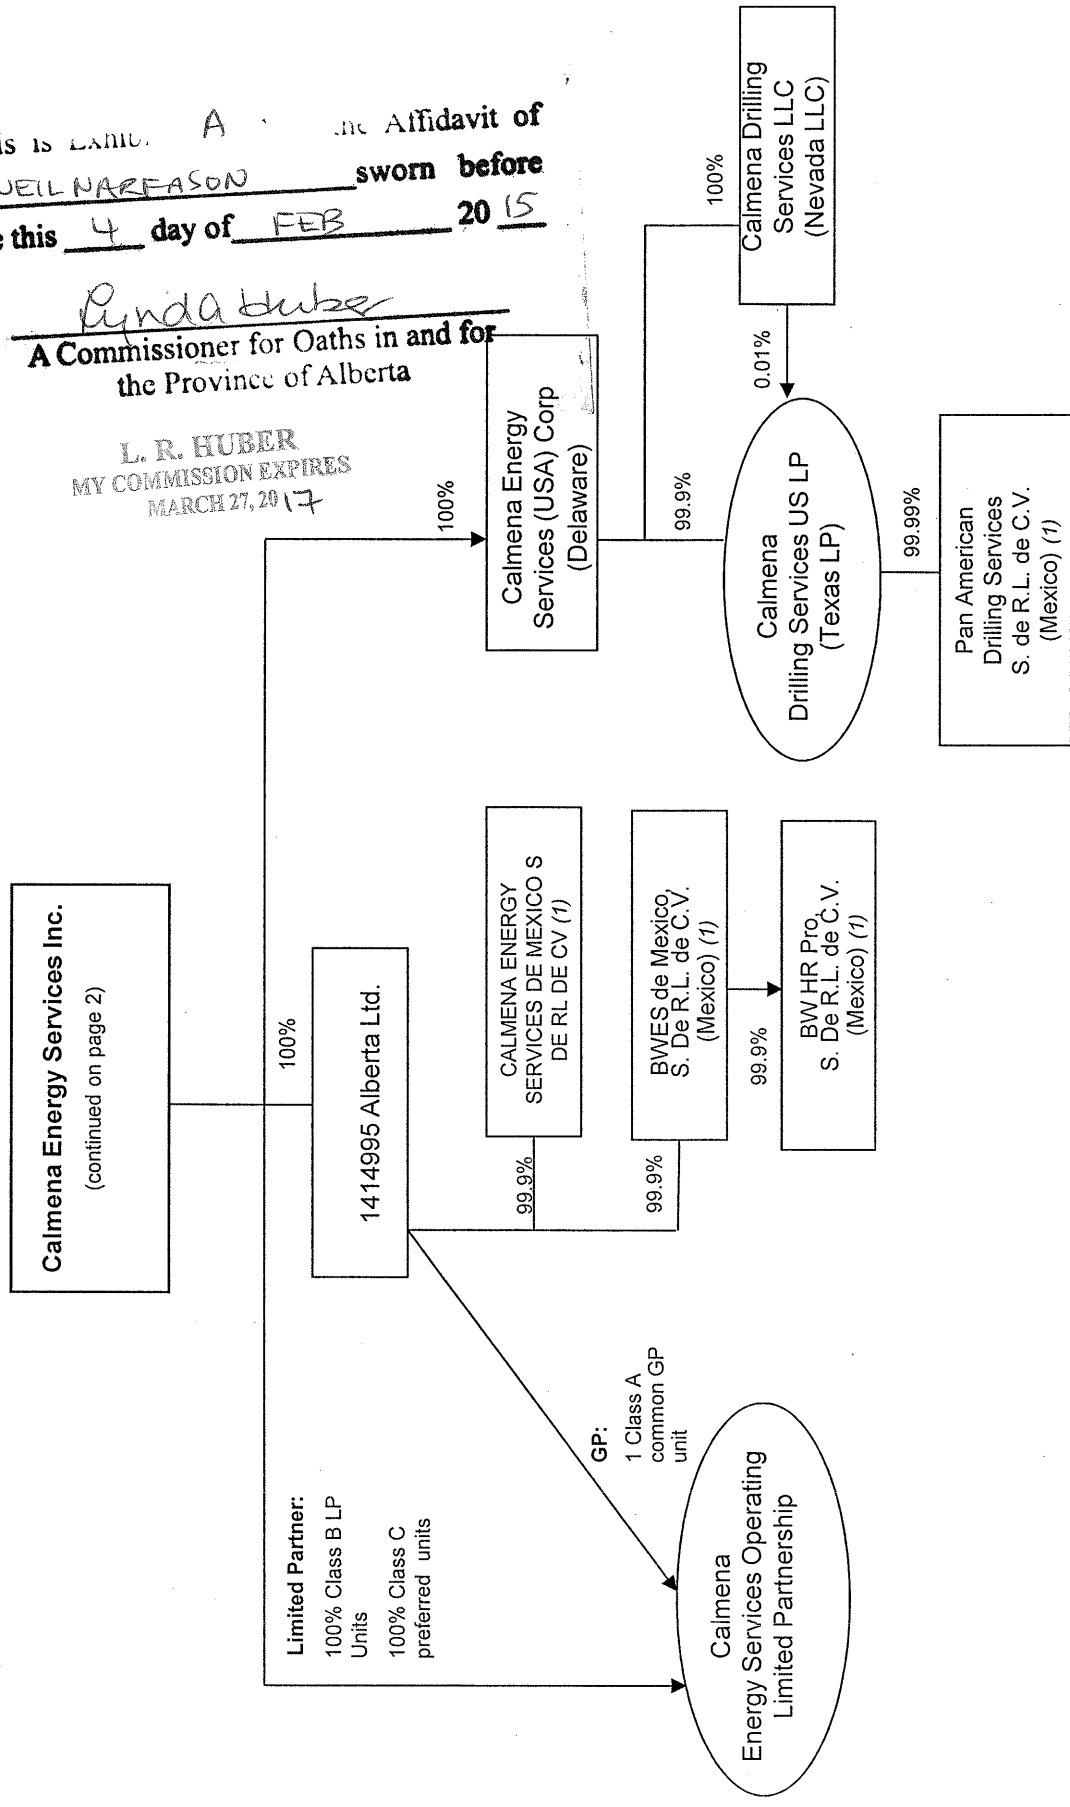 is is A Affidavit of
NEIL NAREASON sworn before
this 4 day of FEB 20 15
Lynda Huber
A Commissioner for Oaths in and for
the Province of Alberta
L. R. HUBER
MY COMMISSION EXPIRES
MARCH 27, 20 17
Calmena Energy Services Inc.
(continued on page 2)
100%
1414995 Alberta Ltd.
100%
Calmena Energy
Services (USA) Corp
(Delaware)
Limited Partner:
100% Class B LP
Units
100% Class C
preferred units
GP:
1 Class A
common GP
unit
Calmena
Energy Services Operating
Limited Partnership
99.9%
CALMENA ENERGY
SERVICES DE MEXICO S
DE RL DE CV (1)
99.9%
BWES de Mexico,
S. De R.L. de C.V.
(Mexico) (1)
99.9%
BW HR Pro,
S. De R.L. de C.V.
(Mexico) (1)
99.9%
100%
Calmena Drilling
Services LLC
(Nevada LLC)
0.01%
Calmena
Drilling Services US LP
(Texas LP)
99.99%
Pan American
Drilling Services
S. de R.L. de C.V.
(Mexico) (1)